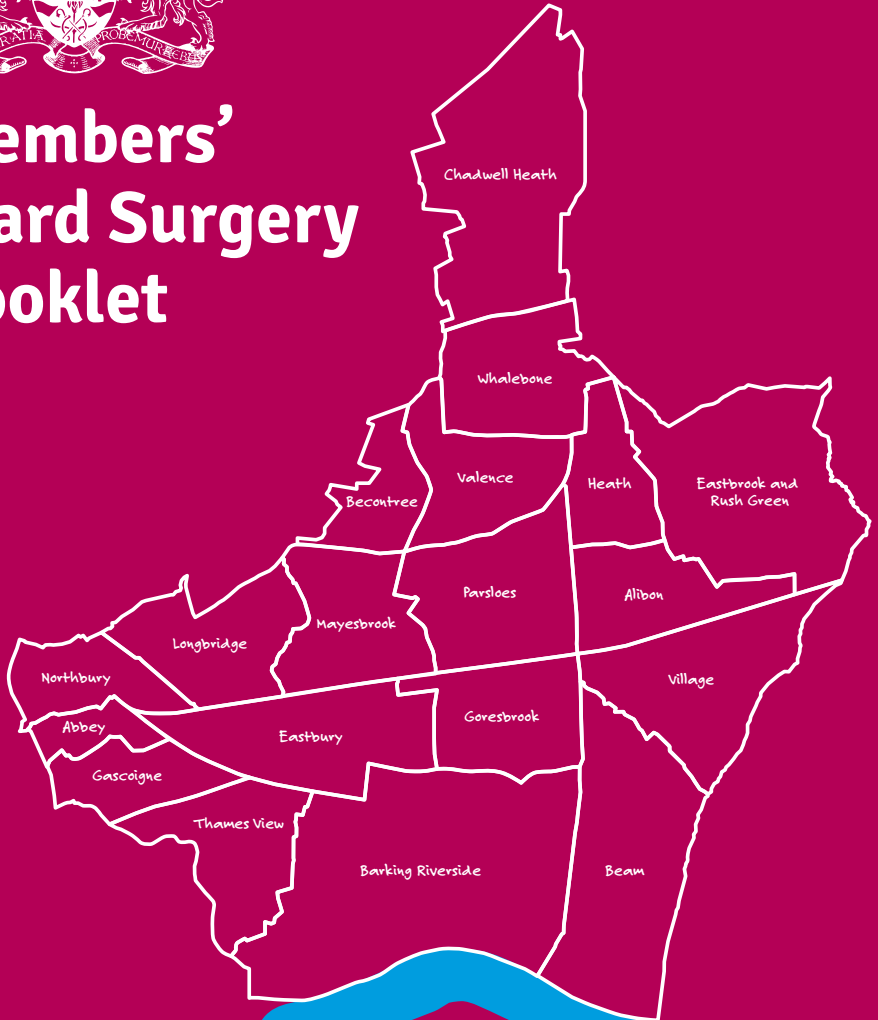 embers’
ard Surgery
ooklet
Chadwell Heath
Whalebone
Valence
Heath
Eastbrook and
Rush Green
Becontree
Parsloes
Alibon
Mayesbrook
Longbridge
Northbury
Village
Abbey
Goresbrook
Eastbury
Gascoigne
Thames View
Barking Riverside
Beam